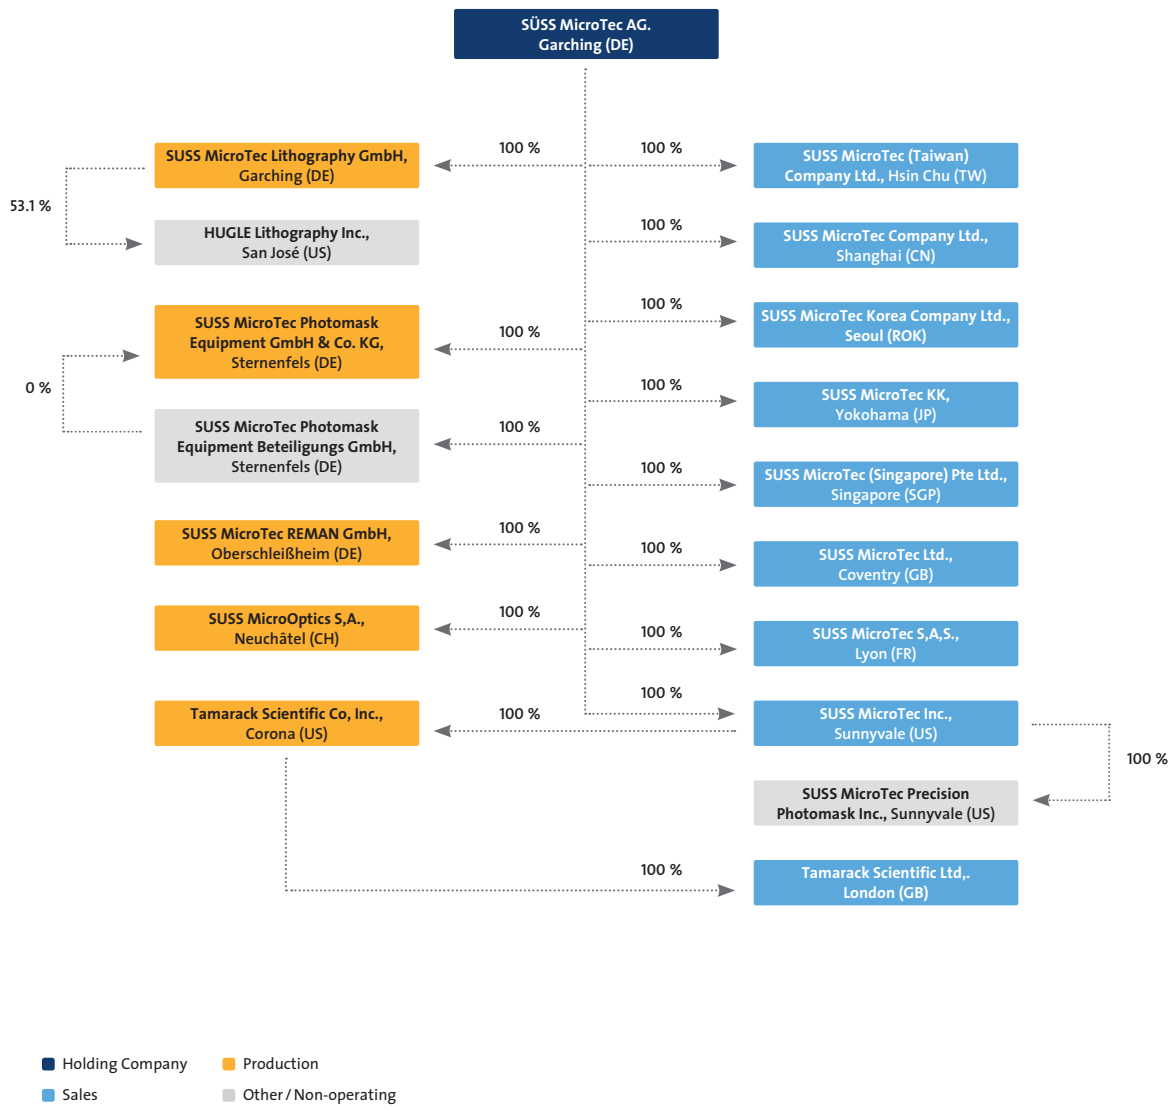 SÜSS MicroTec AG.
Garching (DE)
100 %
100 %
SUSS MicroTec Lithography GmbH,
Garching (DE)
SUSS MicroTec (Taiwan)
Company Ltd., Hsin Chu (TW)
53.1 %
HUGLE Lithography Inc.,
San José (US)
100 %
SUSS MicroTec Company Ltd.,
Shanghai (CN)
100 %
SUSS MicroTec Korea Company Ltd.,
Seoul (ROK)
SUSS MicroTec Photomask
Equipment GmbH & Co. KG,
Sternenfels (DE)
100 %
0 %
100 %
SUSS MicroTec KK,
Yokohama (JP)
SUSS MicroTec Photomask
Equipment Beteiligungs GmbH,
Sternenfels (DE)
100 %
100 %
SUSS MicroTec (Singapore) Pte Ltd.,
Singapore (SGP)
SUSS MicroTec REMAN GmbH,
Oberschleißheim (DE)
100 %
100 %
SUSS MicroTec Ltd.,
Coventry (GB)
SUSS MicroOptics S,A.,
Neuchâtel (CH)
100 %
100 %
SUSS MicroTec S,A,S.,
Lyon (FR)
100 %
Tamarack Scientific Co, Inc.,
Corona (US)
100 %
SUSS MicroTec Inc.,
Sunnyvale (US)
100 %
SUSS MicroTec Precision
Photomask Inc., Sunnyvale (US)
100 %
Tamarack Scientific Ltd,.
London (GB)
Holding Company
Production
Sales
Other / Non-operating